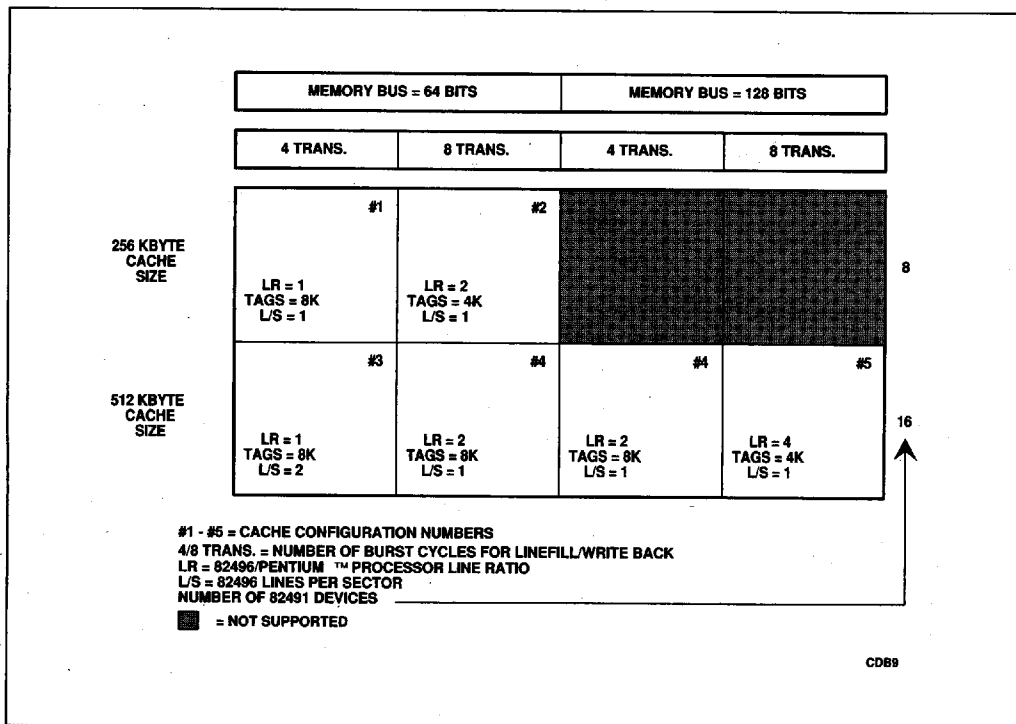 MEMORY BUS = 64 BITS MEMORY BUS = 128 BITS
4 TRANS. 8 TRANS. 4 TRANS. 8 TRANS.
256 KBYTE
CACHE
SIZE
#1
LR = 1
TAGS = 8K
L/S = 1
#2
LR = 2
TAGS = 4K
L/S = 1
8
512 KBYTE
CACHE
SIZE
#3
LR = 1
TAGS = 8K
L/S = 2
#4
LR = 2
TAGS = 8K
L/S = 1
#4
LR = 2
TAGS = 8K
L/S = 1
#5
LR = 4
TAGS = 4K
L/S = 1
16
#1 - #5 = CACHE CONFIGURATION NUMBERS
4/8 TRANS. = NUMBER OF BURST CYCLES FOR LINEFILL/WRITE BACK
LR = 82496/PENTIUM ™ PROCESSOR LINE RATIO
L/S = 82496 LINES PER SECTOR
NUMBER OF 82491 DEVICES
= NOT SUPPORTED
CDB9